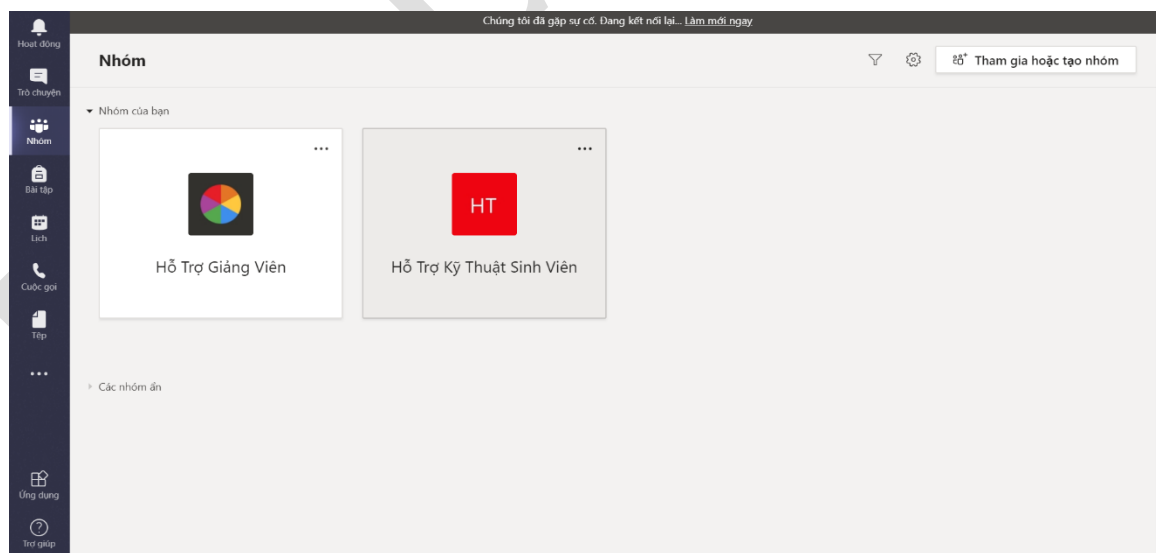 Chúng tôi đã gặp sự cố. Đang kết nối lại... Làm mới ngay
Hoạt động
Trò chuyện
Nhóm
Bài tập
Lịch
Cuộc gọi
Tệp
Ứng dụng
Trợ giúp
Nhóm
Tham gia hoặc tạo nhóm
Nhóm của bạn
Hỗ Trợ Giảng Viên
HT
Hỗ Trợ Kỹ Thuật Sinh Viên
Các nhóm ẩn